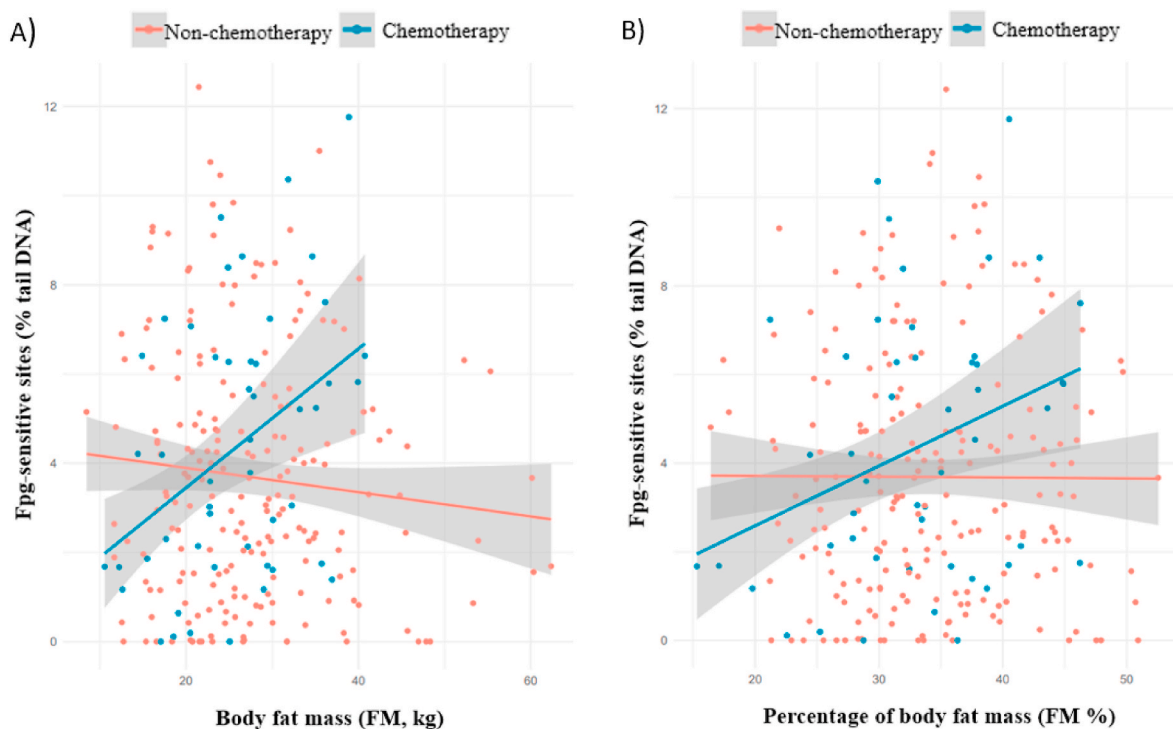 A)
Non-chemotherapy
Chemotherapy
Fpg-sensitive sites (% tail DNA)
12
8
4
0
20
40
60
Body fat mass (FM, kg)
B)
Non-chemotherapy
Chemotherapy
Fpg-sensitive sites (% tail DNA)
12
8
4
0
20
30
40
50
Percentage of body fat mass (FM %)